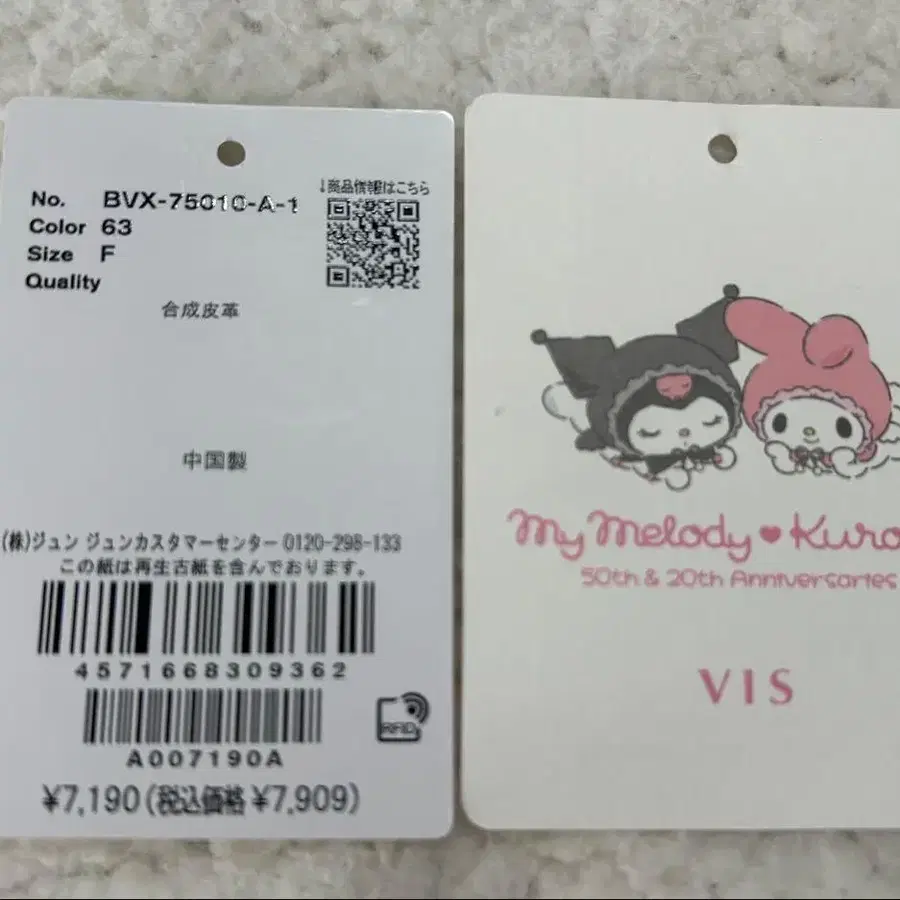 No. BVX-75010-A-1
Color 63
Size F
Quality
↓商品情報はこちら
合成皮革
中国製
(株)ジュン ジュンカスタマーセンター 0120-298-133
この紙は再生古紙を含んでおります。
4571668309362
RFID
A007190A
¥7,190(税込価格 ¥7,909)
My Melody ♥ Kuro
50th & 20th Anniversaries
VIS